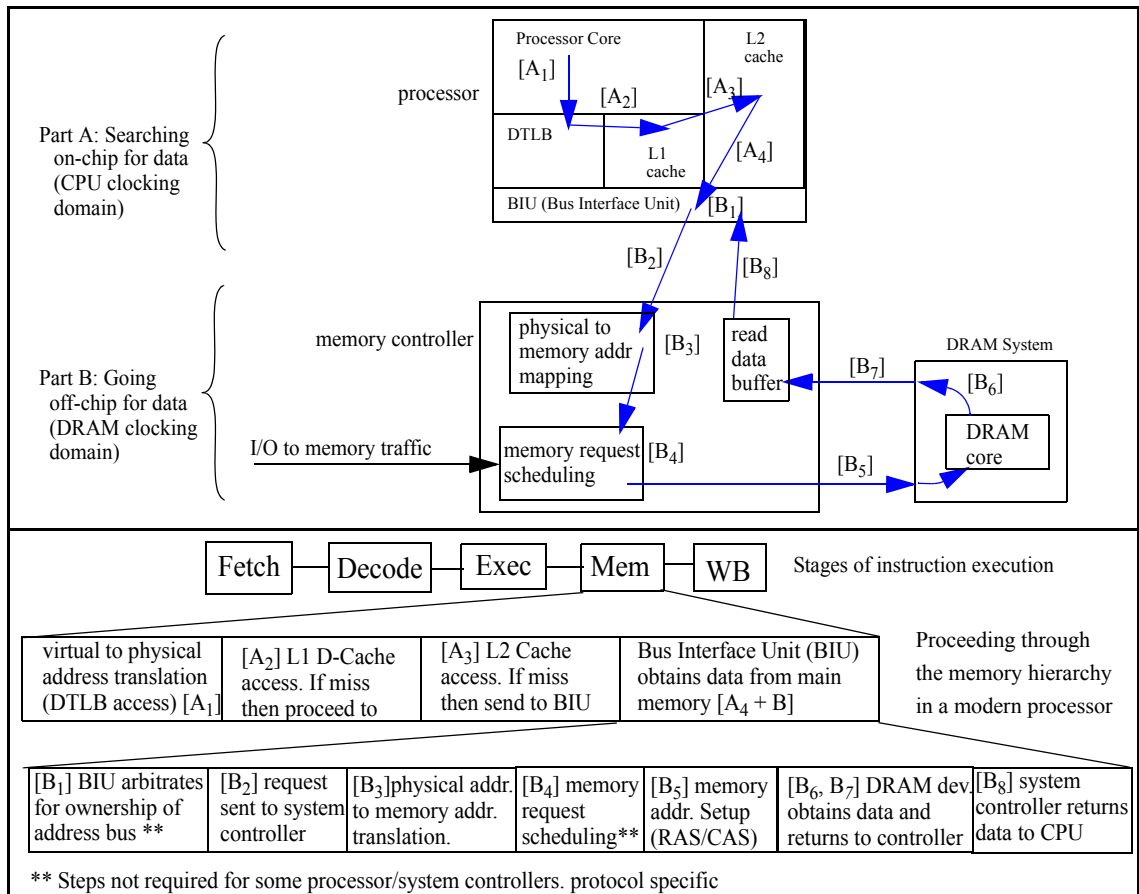 Processor Core
L2
cache
[A1]
[A2]
[A3]
processor
DTLB
L1
cache
[A4]
Part A: Searching
on-chip for data
(CPU clocking
domain)
BIU (Bus Interface Unit)
[B1]
[B2]
[B8]
memory controller
physical to
memory addr
mapping
[B3]
read
data
buffer
DRAM System
[B7]
[B6]
Part B: Going
off-chip for data
(DRAM clocking
domain)
I/O to memory traffic
memory request
scheduling
[B4]
[B5]
DRAM
core
Fetch
Decode
Exec
Mem
WB
Stages of instruction execution
virtual to physical
address translation
(DTLB access) [A1]
[A2] L1 D-Cache
access. If miss
then proceed to
[A3] L2 Cache
access. If miss
then send to BIU
Bus Interface Unit (BIU)
obtains data from main
memory [A4 + B]
Proceeding through
the memory hierarchy
in a modern processor
[B1] BIU arbitrates
for ownership of
address bus **
[B2] request
sent to system
controller
[B3]physical addr.
to memory addr.
translation.
[B4] memory
request
scheduling**
[B5] memory
addr. Setup
(RAS/CAS)
[B6, B7] DRAM dev.
obtains data and
returns to controller
[B8] system
controller returns
data to CPU
** Steps not required for some processor/system controllers. protocol specific